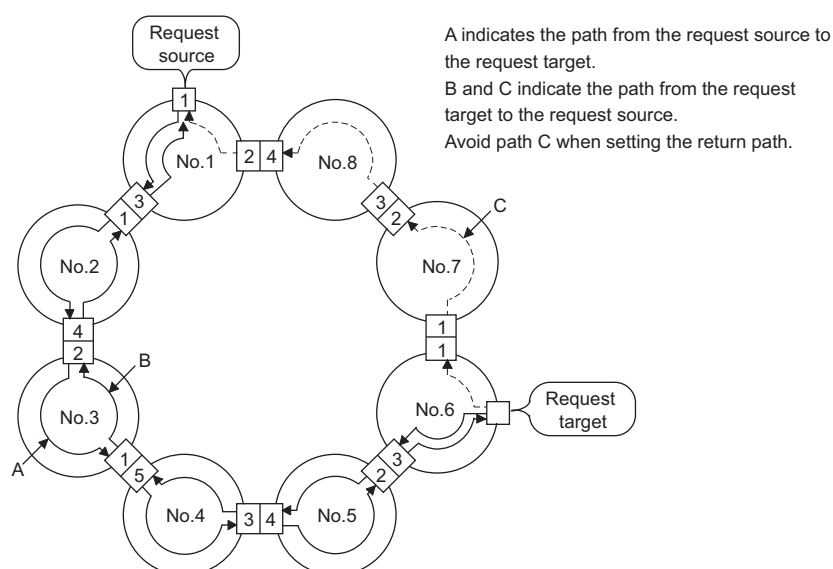 Request
source
A indicates the path from the request source to
the request target.
B and C indicate the path from the request
target to the request source.
Avoid path C when setting the return path.
1
No.1
2 4
No.8
3
1
3
2
C
No.2
No.7
4
2
1
1
B
No.3
No.6
Request
target
A
1
5
3
2
No.4
3 4
No.5